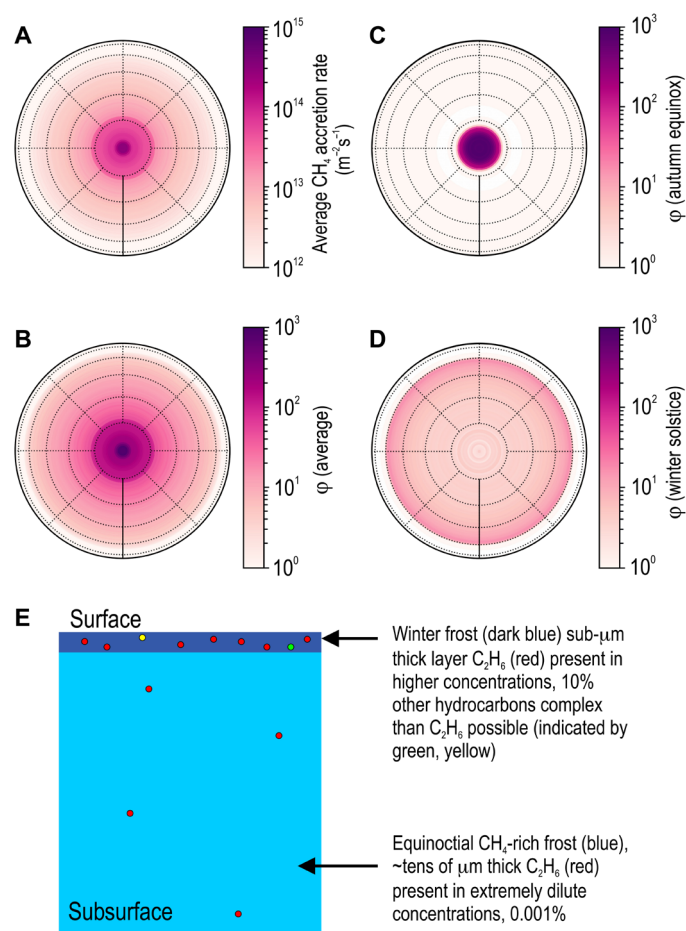 A
10¹⁵
10¹⁴
10¹³
10¹²
Average CH₄ accretion rate
(m⁻²s⁻¹)
C
10³
10²
10¹
10⁰
φ (autumn equinox)
B
10³
10²
10¹
10⁰
φ (average)
D
10³
10²
10¹
10⁰
φ (winter solstice)
E
Surface
Winter frost (dark blue) sub-μm
thick layer C₂H₆ (red) present in
higher concentrations, 10%
other hydrocarbons complex
than C₂H₆ possible (indicated by
green, yellow)
Equinoctial CH₄-rich frost (blue),
~tens of μm thick C₂H₆ (red)
present in extremely dilute
concentrations, 0.001%
Subsurface